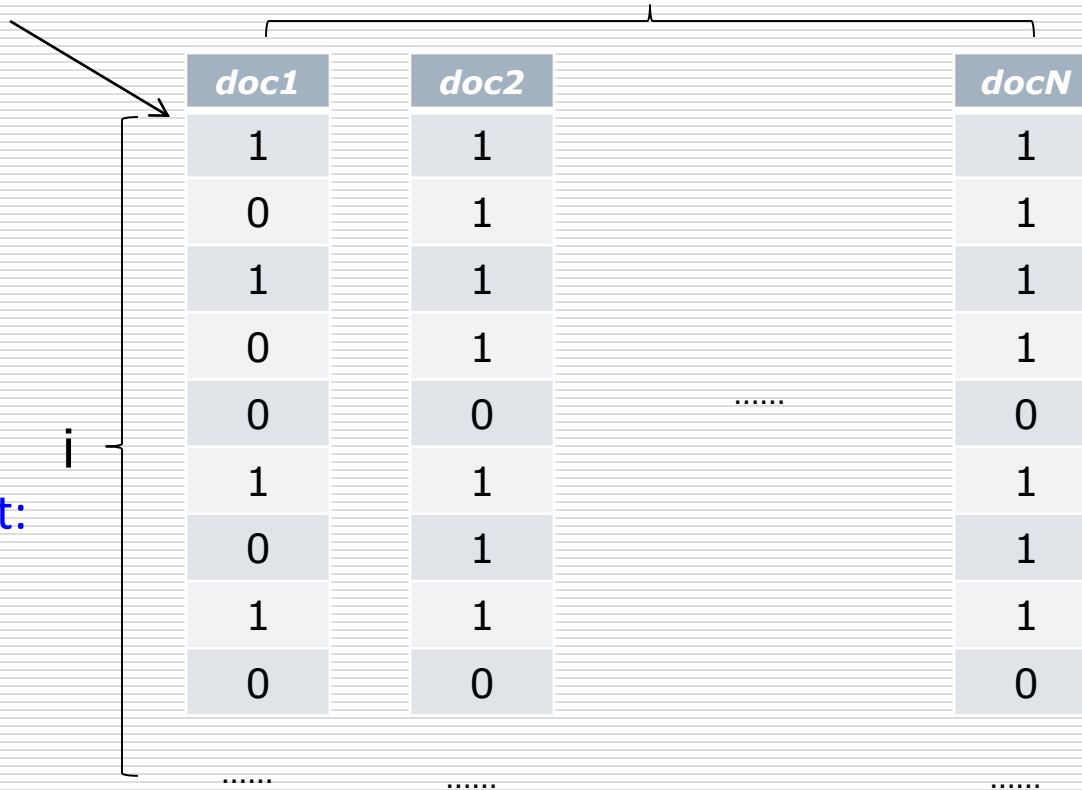 doc1 doc2 docN
1 1 1
0 1 1
1 1 1
0 1 1
0 0 ...... 0
i
1 1 1
t:
0 1 1
1 1 1
0 0 0
...... ...... ......